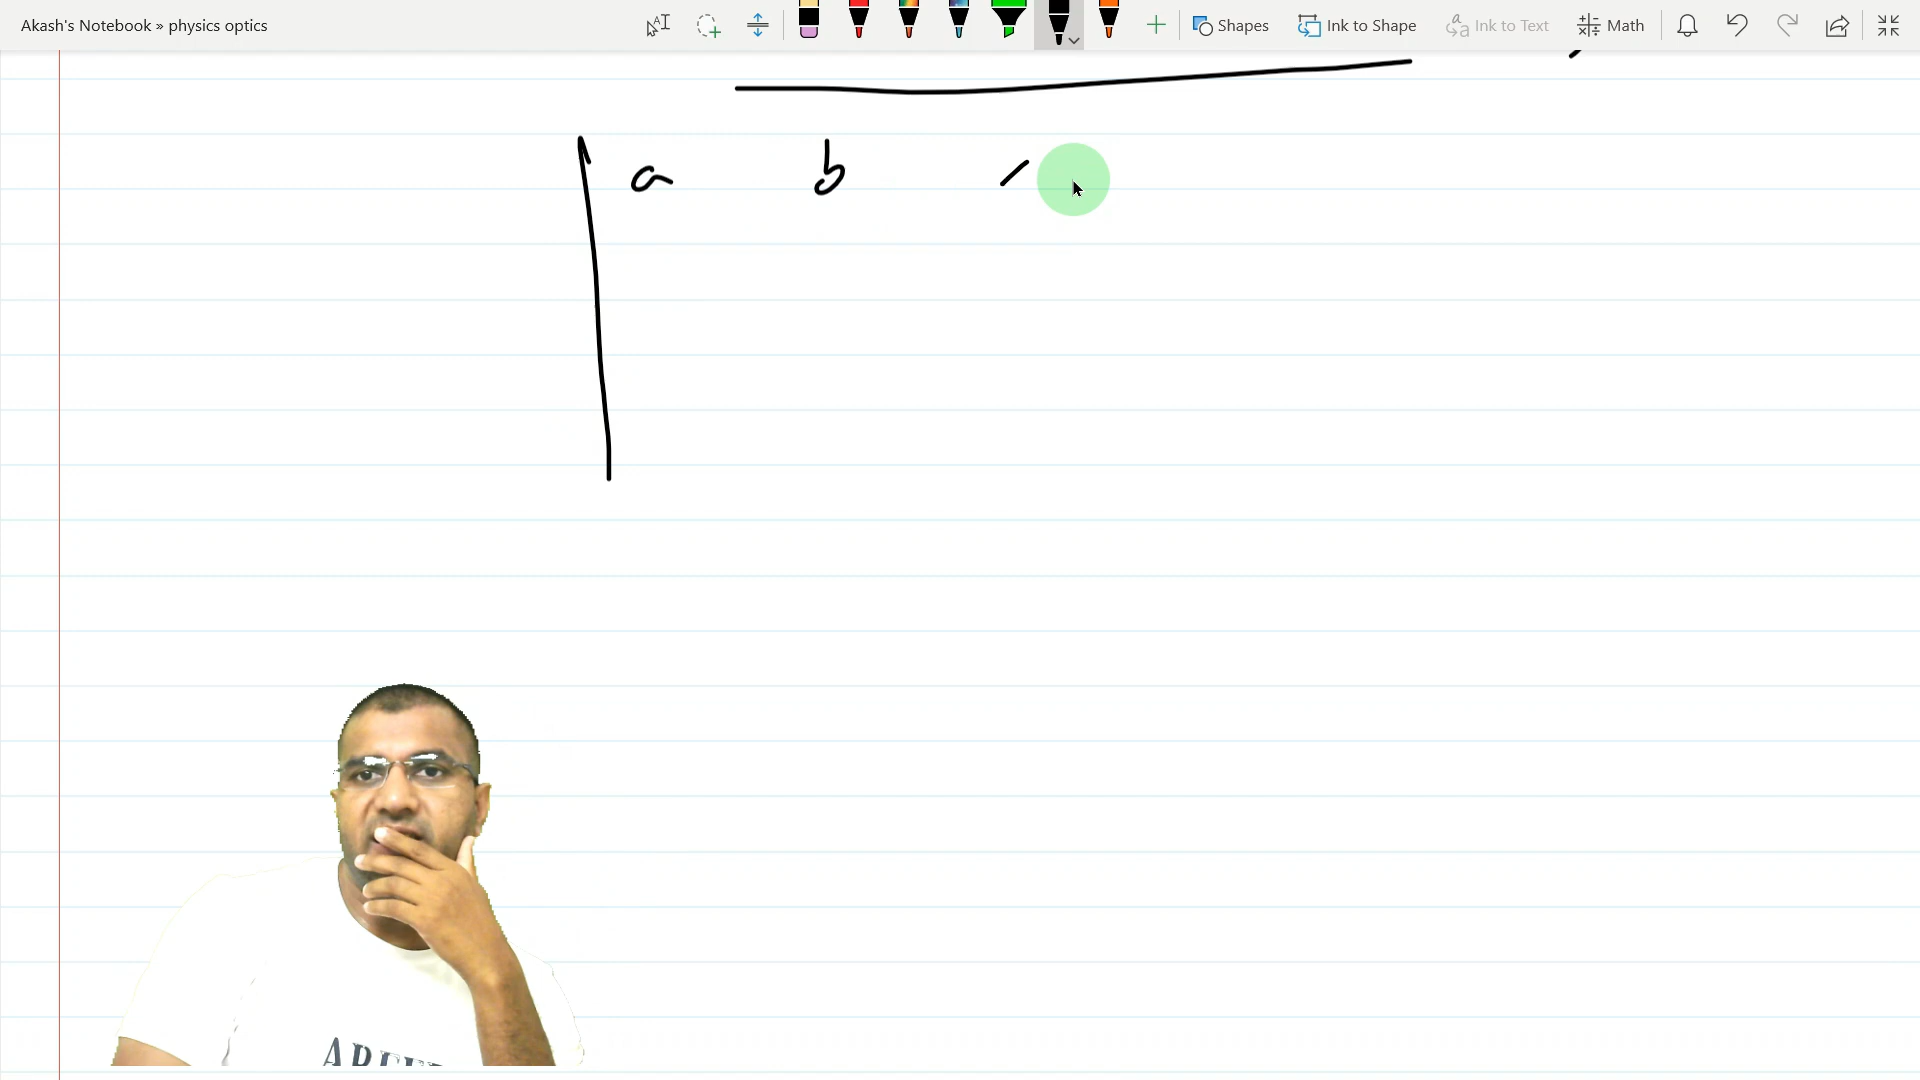 Akash's Notebook » physics optics
Shapes
Ink to Shape
Ink to Text
Math
a b